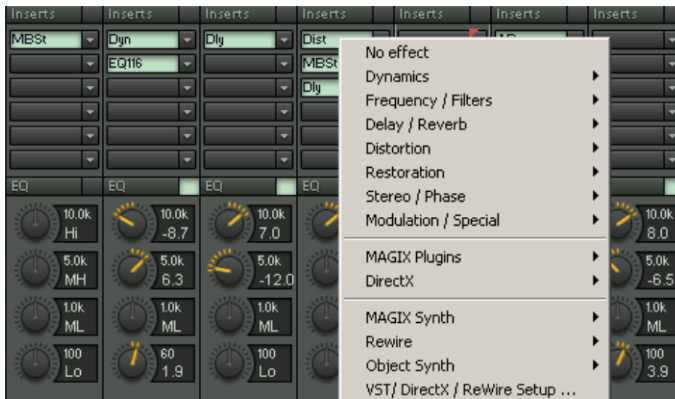 Inserts Inserts Inserts Inserts Inserts Inserts Inserts
MBSt Dyn Dly Dist
EQ116 MBSt
Dly
EQ EQ EQ EQ
10.0k 10.0k 10.0k 10.0k
Hi -8.7 7.0 8.0
5.0k 5.0k 5.0k 5.0k
MH 6.3 -12.0 -6.5
1.0k 1.0k 1.0k 1.0k
ML ML ML ML
100 60 100 100
Lo 1.9 Lo 3.9
No effect
Dynamics
Frequency / Filters
Delay / Reverb
Distortion
Restoration
Stereo / Phase
Modulation / Special
MAGIX Plugins
DirectX
MAGIX Synth
Rewire
Object Synth
VST/ DirectX / ReWire Setup ...